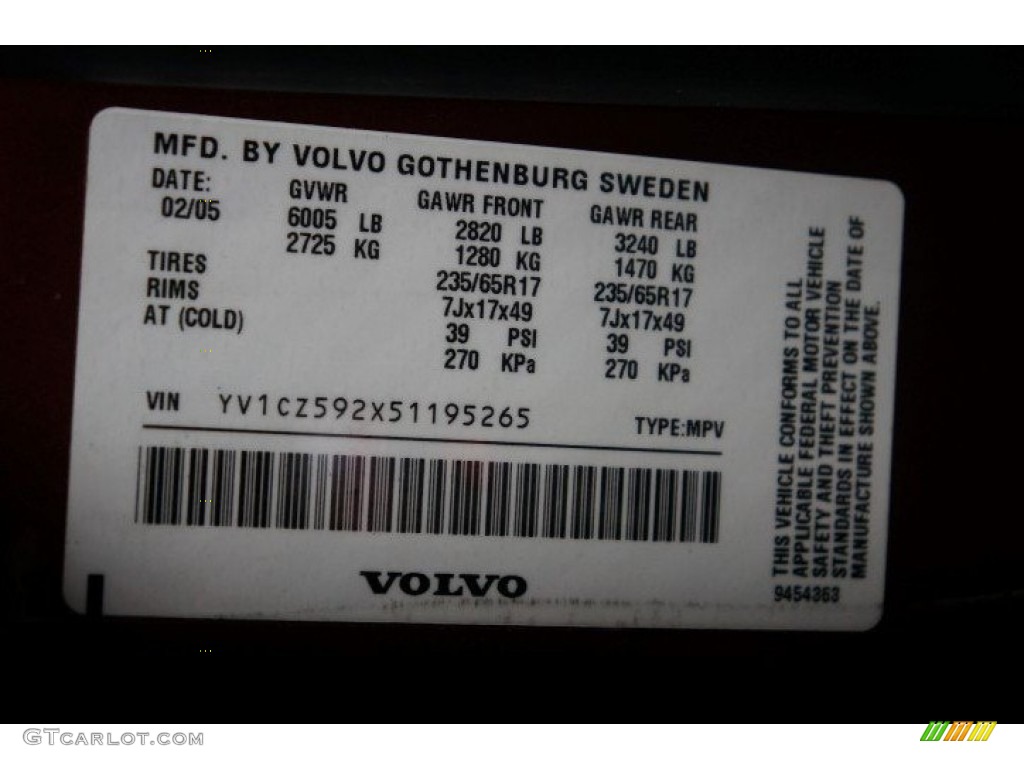 MFD. BY VOLVO GOTHENBURG SWEDEN
DATE: GVWR GAWR FRONT GAWR REAR
02/05 6005 LB 2820 LB 3240 LB
2725 KG 1280 KG 1470 KG
TIRES 235/65R17 235/65R17
RIMS 7Jx17x49 7Jx17x49
AT (COLD) 39 PSI 39 PSI
270 KPa 270 KPa
VIN YV1CZ592X51195265 TYPE:MPV
VOLVO
THIS VEHICLE CONFORMS TO ALL
APPLICABLE FEDERAL MOTOR VEHICLE
SAFETY AND THEFT PREVENTION
STANDARDS IN EFFECT ON THE DATE OF
MANUFACTURE SHOWN ABOVE.
9454363
GTCARLOT.COM